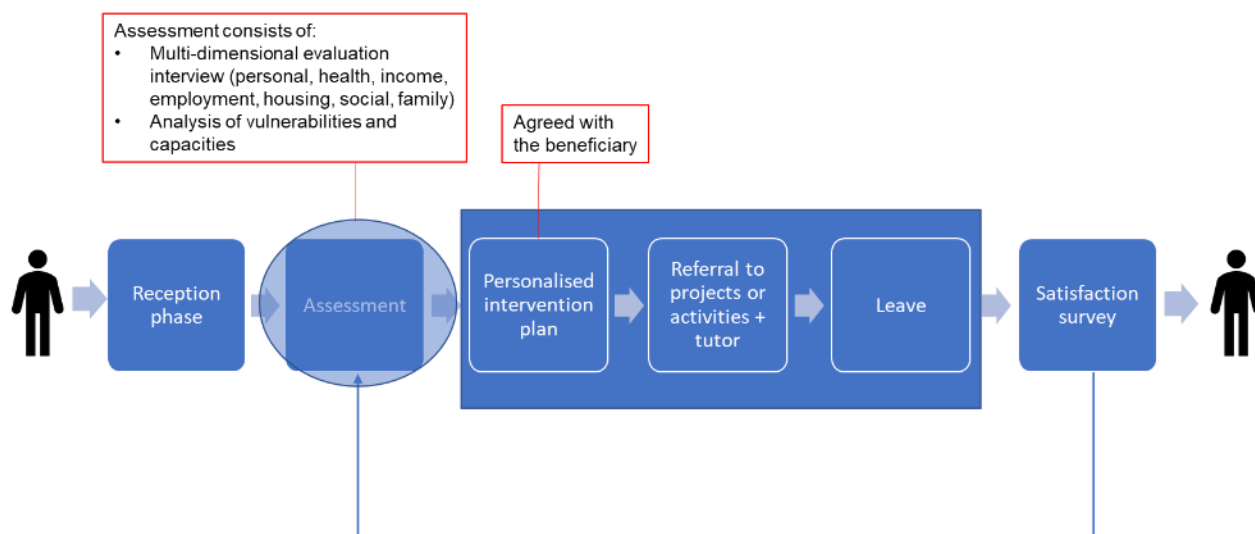 Assessment consists of:
• Multi-dimensional evaluation
interview (personal, health, income,
employment, housing, social, family)
• Analysis of vulnerabilities and
capacities
Agreed with
the beneficiary
Reception
phase
Assessment
Personalised
intervention
plan
Referral to
projects or
activities +
tutor
Leave
Satisfaction
survey